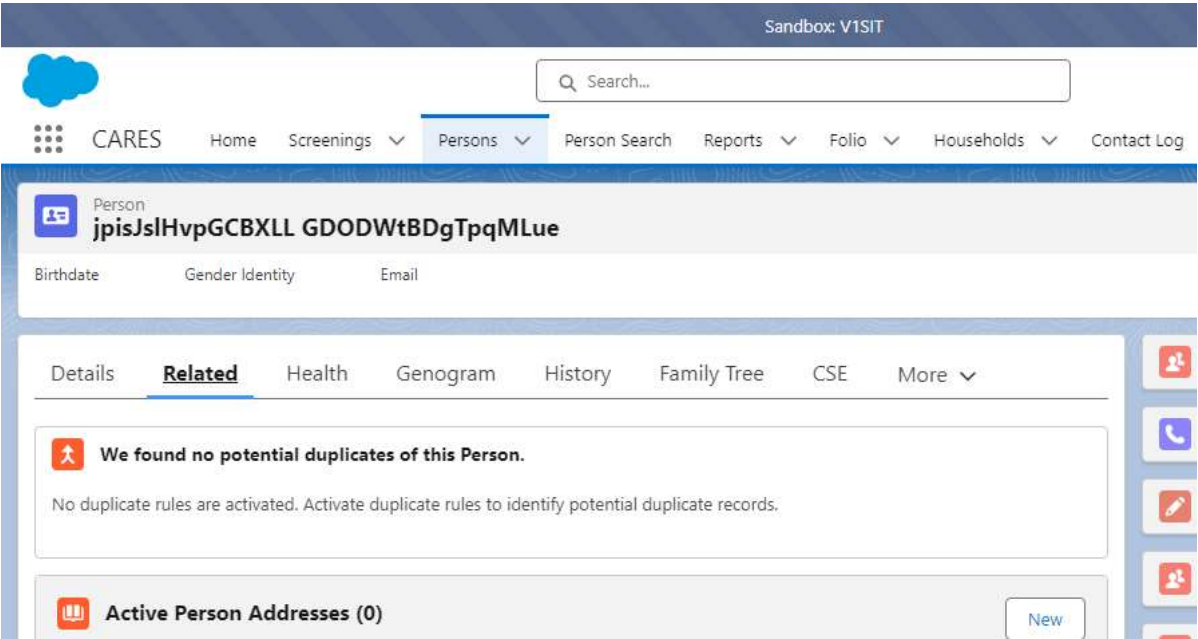 Sandbox: V1SIT
Search...
CARES Home Screenings Persons Person Search Reports Folio Households Contact Log
Person
jpisJslHvpGCBXLL GDODWtBDgTpqMLue
Birthdate Gender Identity Email
Details Related Health Genogram History Family Tree CSE More
We found no potential duplicates of this Person.
No duplicate rules are activated. Activate duplicate rules to identify potential duplicate records.
Active Person Addresses (0)
New